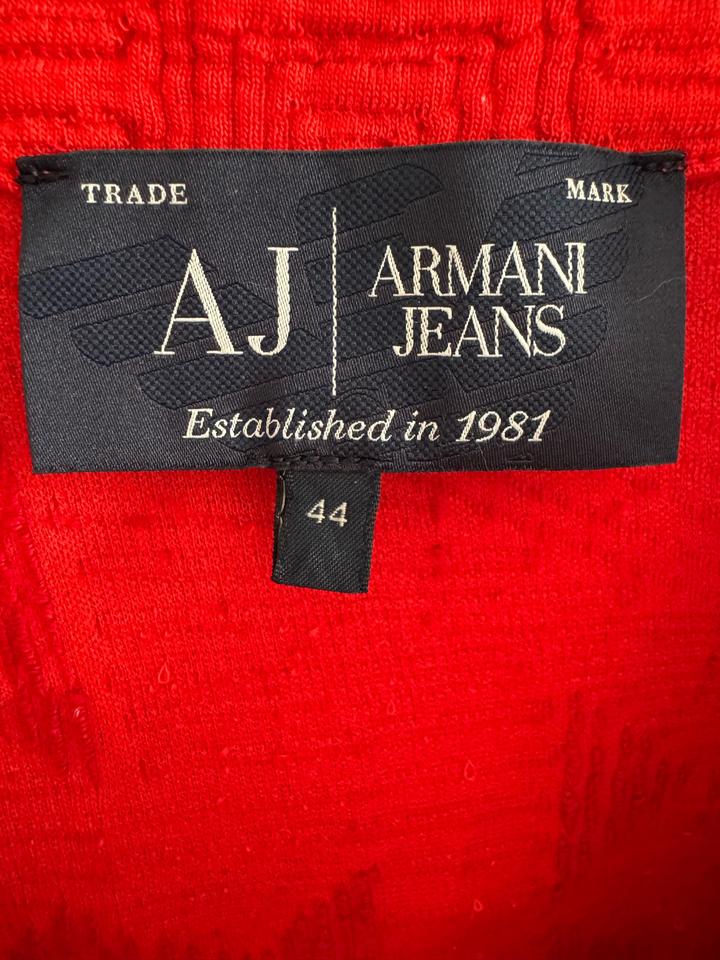 TRADE MARK
AJ ARMANI
JEANS
Established in 1981
44